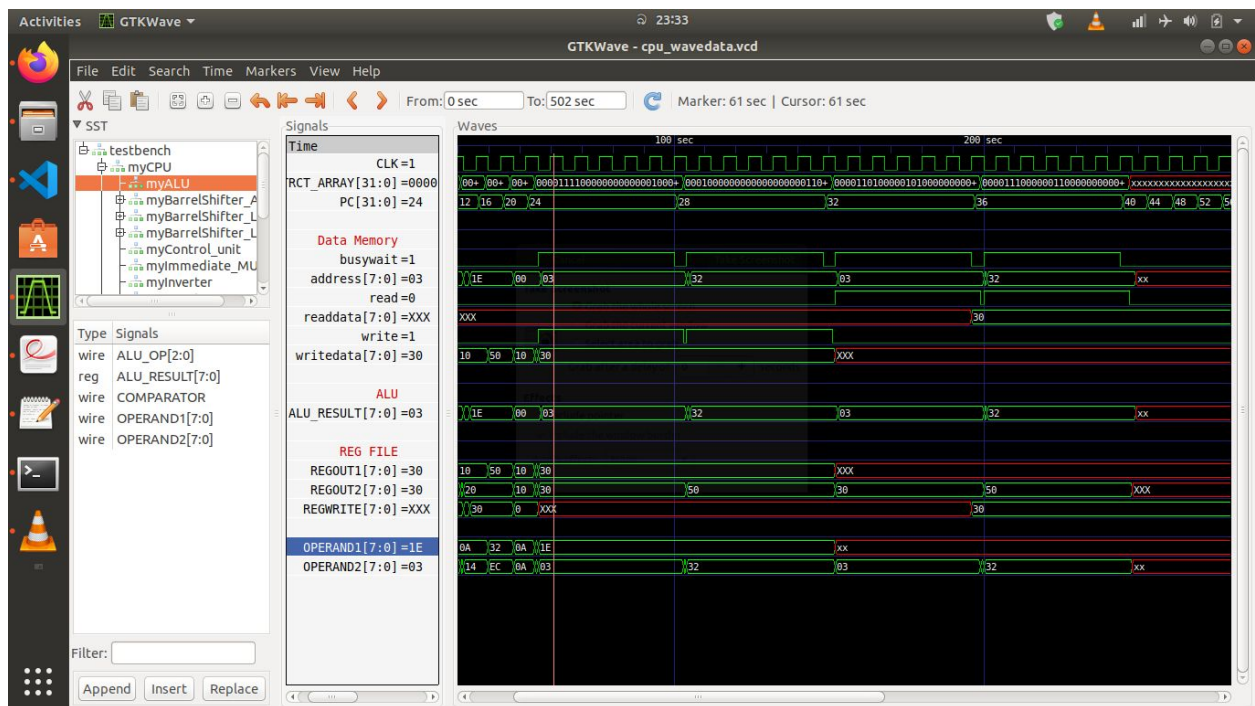 Activities GTKWave 23:33
GTKWave - cpu_wavedata.vcd
File Edit Search Time Markers View Help
From: 0 sec To: 502 sec Marker: 61 sec | Cursor: 61 sec
SST
testbench
myCPU
myALU
myBarrelShifter_A
myBarrelShifter_L
myBarrelShifter_L
myControl_unit
myImmediate_MU
myInverter
Type Signals
wire ALU_OP[2:0]
reg ALU_RESULT[7:0]
wire COMPARATOR
wire OPERAND1[7:0]
wire OPERAND2[7:0]
Filter:
Append Insert Replace
Signals
Time
CLK=1
RCT_ARRAY[31:0]=0000
PC[31:0]=24
Data Memory
busywait=1
address[7:0]=03
read=0
readdata[7:0]=XXX
write=1
writedata[7:0]=30
ALU
ALU_RESULT[7:0]=03
REG FILE
REGOUT1[7:0]=30
REGOUT2[7:0]=30
REGWRITE[7:0]=XXX
OPERAND1[7:0]=1E
OPERAND2[7:0]=03
Waves
100 sec 200 sec
00+ 00+ 00+
12 16 20 24 28 32 36 40 44 48 52
1E 00 03 32 03 32 xx
XXX 30
10 50 10 30 XXX
1E 00 03 32 03 32 xx
10 50 10 30 XXX
20 10 30 50 30 50 XXX
30 0 XXX 30
0A 32 0A 1E xx
14 EC 0A 03 32 03 32 xx